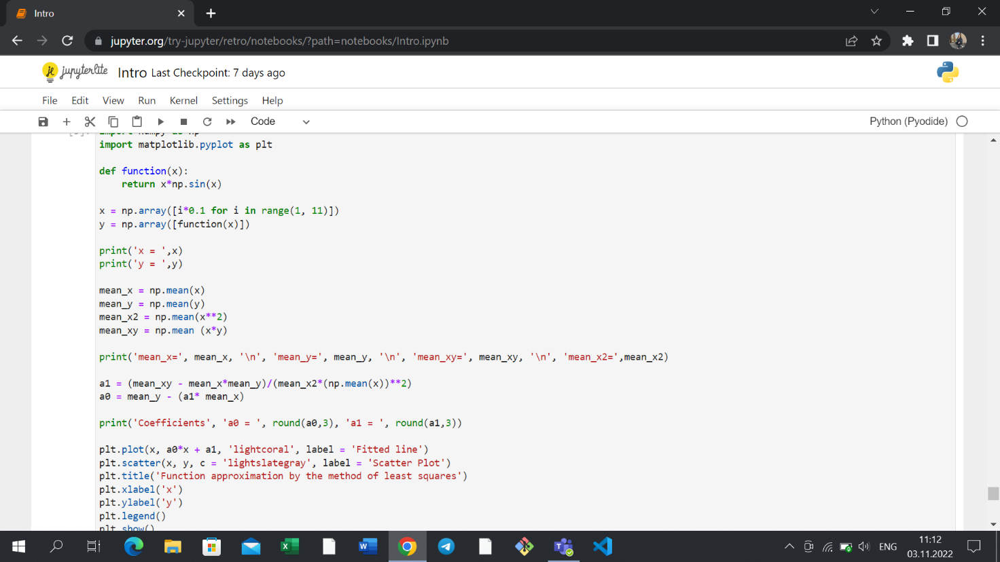 Intro
jupyter.org/try-jupyter/retro/notebooks/?path=notebooks/Intro.ipynb
jupyterlite Intro Last Checkpoint: 7 days ago
File Edit View Run Kernel Settings Help
Code Python (Pyodide)
import numpy as np
import matplotlib.pyplot as plt
def function(x):
    return x*np.sin(x)
x = np.array([i*0.1 for i in range(1, 11)])
y = np.array([function(x)])
print('x = ',x)
print('y = ',y)
mean_x = np.mean(x)
mean_y = np.mean(y)
mean_x2 = np.mean(x**2)
mean_xy = np.mean (x*y)
print('mean_x=', mean_x, '\n', 'mean_y=', mean_y, '\n', 'mean_xy=', mean_xy, '\n', 'mean_x2=',mean_x2)
a1 = (mean_xy - mean_x*mean_y)/(mean_x2*(np.mean(x))**2)
a0 = mean_y - (a1* mean_x)
print('Coefficients', 'a0 = ', round(a0,3), 'a1 = ', round(a1,3))
plt.plot(x, a0*x + a1, 'lightcoral', label = 'Fitted line')
plt.scatter(x, y, c = 'lightslategray', label = 'Scatter Plot')
plt.title('Function approximation by the method of least squares')
plt.xlabel('x')
plt.ylabel('y')
plt.legend()
plt.show()
ENG
11:12
03.11.2022